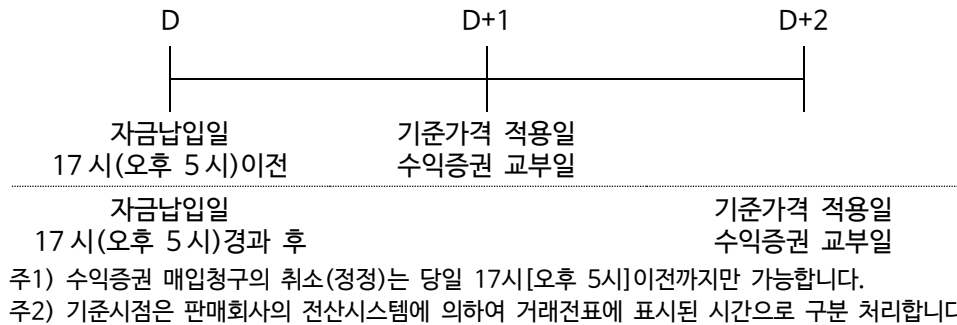 D D+1 D+2
자금납입일 기준가격 적용일
17 시(오후 5 시)이전 수익증권 교부일
자금납입일 기준가격 적용일
17 시(오후 5 시)경과 후 수익증권 교부일
주1) 수익증권 매입청구의 취소(정정)는 당일 17시[오후 5시]이전까지만 가능합니다.
주2) 기준시점은 판매회사의 전산시스템에 의하여 거래전표에 표시된 시간으로 구분 처리합니다